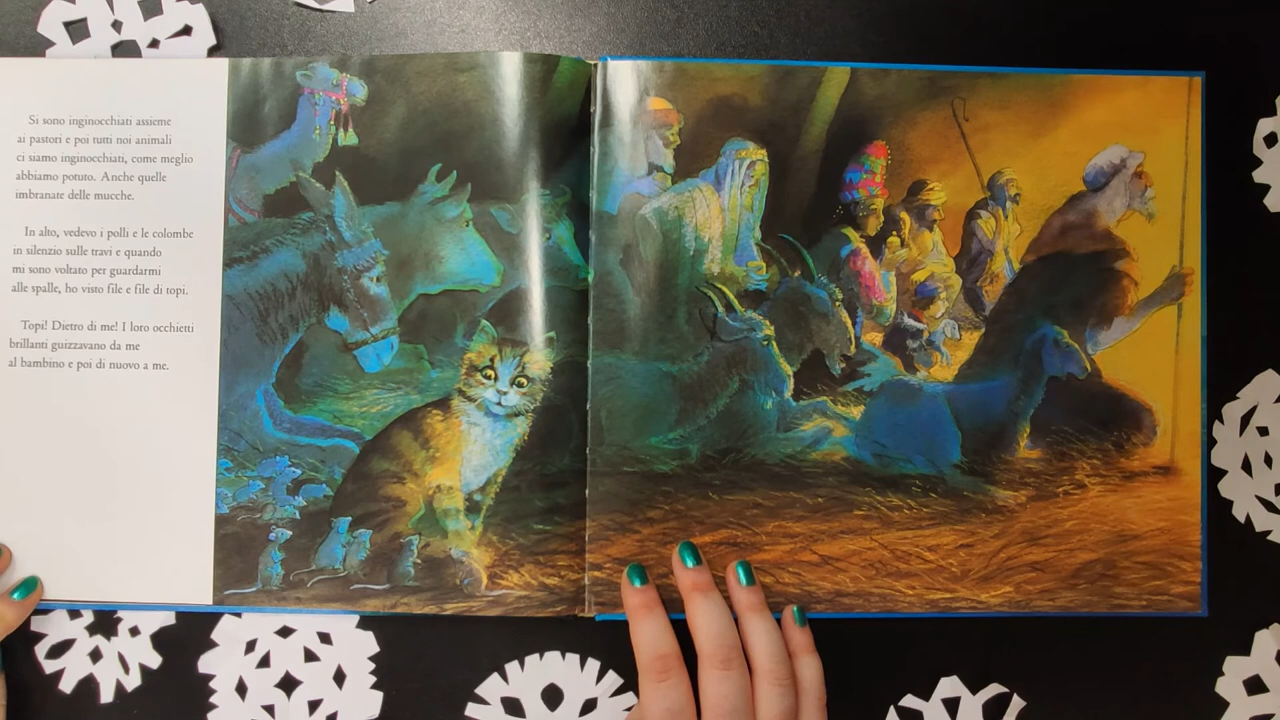 Si sono inginocchiati assieme
ai pastori e poi tutti noi animali
ci siamo inginocchiati, come meglio
abbiamo potuto. Anche quelle
imbranate delle mucche.
In alto, vedevo i polli e le colombe
in silenzio sulle travi e quando
mi sono voltato per guardarmi
alle spalle, ho visto file e file di topi.
Topi! Dietro di me! I loro occhietti
brillanti guizzavano da me
al bambino e poi di nuovo a me.